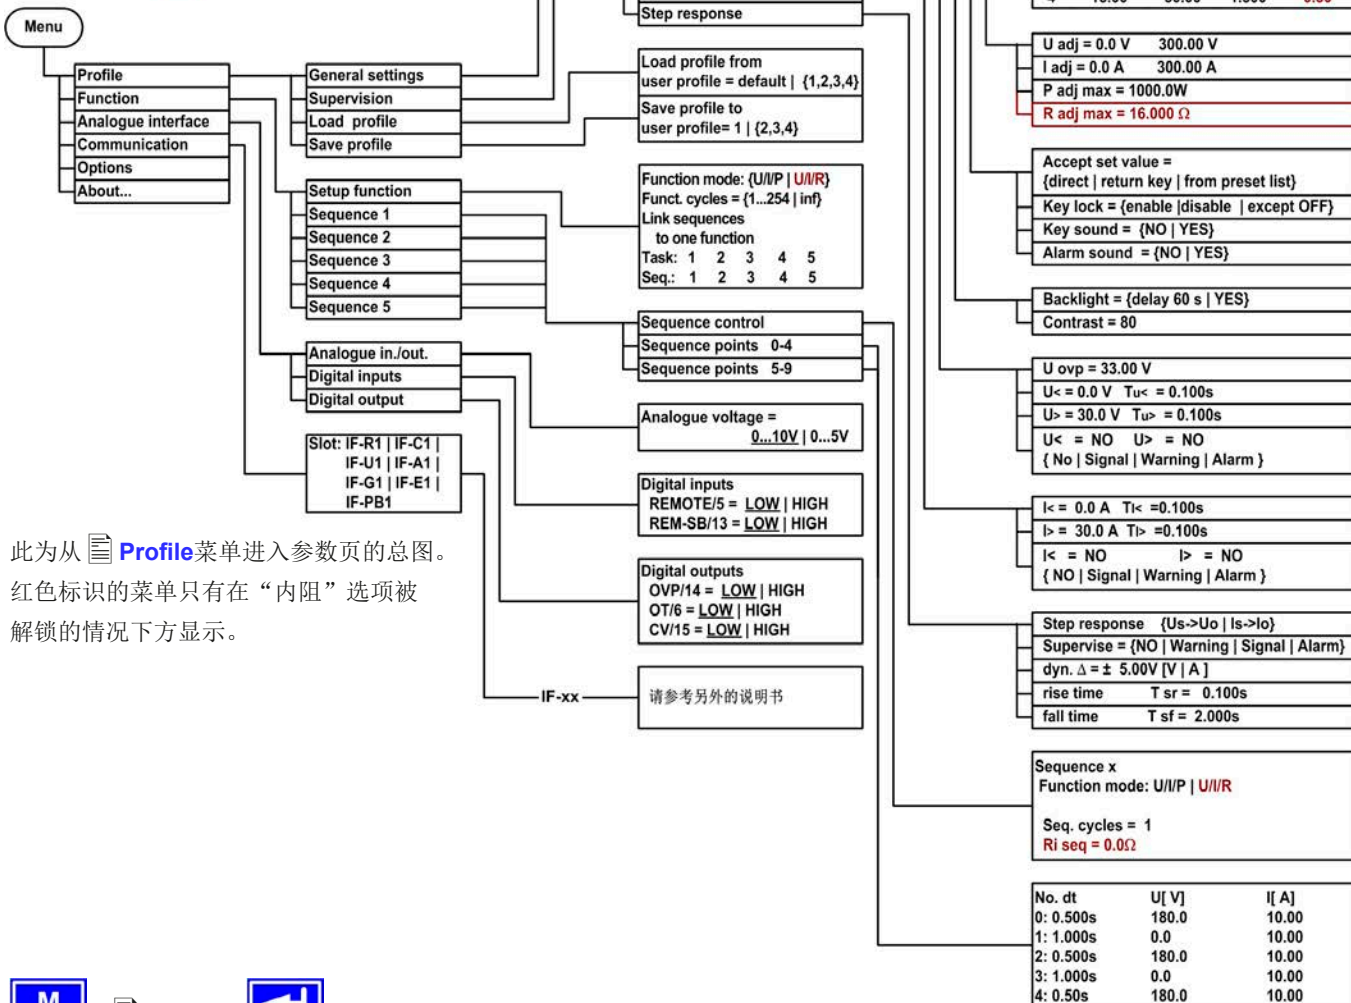 Menu
Profile
Function
Analogue interface
Communication
Options
About...
General settings
Supervision
Load profile
Save profile
Setup function
Sequence 1
Sequence 2
Sequence 3
Sequence 4
Sequence 5
Analogue in./out.
Digital inputs
Digital output
Slot: IF-R1 | IF-C1 |
IF-U1 | IF-A1 |
IF-G1 | IF-E1 |
IF-PB1
此为从 Profile菜单进入参数页的总图。
红色标识的菜单只有在“内阻”选项被
解锁的情况下方显示。
Step response
Load profile from
user profile = default | {1,2,3,4}
Save profile to
user profile= 1 | {2,3,4}
Function mode: {U/I/P | U/I/R}
Funct. cycles = {1...254 | inf}
Link sequences
to one function
Task: 1 2 3 4 5
Seq.: 1 2 3 4 5
Sequence control
Sequence points 0-4
Sequence points 5-9
Analogue voltage =
0...10V | 0...5V
Digital inputs
REMOTE/5 = LOW | HIGH
REM-SB/13 = LOW | HIGH
Digital outputs
OVP/14 = LOW | HIGH
OT/6 = LOW | HIGH
CV/15 = LOW | HIGH
IF-xx
请参考另外的说明书
U adj = 0.0 V 300.00 V
I adj = 0.0 A 300.00 A
P adj max = 1000.0W
R adj max = 16.000 Ω
Accept set value =
{direct | return key | from preset list}
Key lock = {enable |disable | except OFF}
Key sound = {NO | YES}
Alarm sound = {NO | YES}
Backlight = {delay 60 s | YES}
Contrast = 80
U ovp = 33.00 V
U< = 0.0 V Tu< = 0.100s
U> = 30.0 V Tu> = 0.100s
U< = NO U> = NO
{ No | Signal | Warning | Alarm }
I< = 0.0 A TI< =0.100s
I> = 30.0 A TI> =0.100s
I< = NO I> = NO
{ NO | Signal | Warning | Alarm }
Step response {Us->Uo | Is->Io}
Supervise = {NO | Warning | Signal | Alarm}
dyn. Δ = ± 5.00V [V | A ]
rise time T sr = 0.100s
fall time T sf = 2.000s
Sequence x
Function mode: U/I/P | U/I/R
Seq. cycles = 1
Ri seq = 0.0Ω
No. dt U[ V] I[ A]
0: 0.500s 180.0 10.00
1: 1.000s 0.0 10.00
2: 0.500s 180.0 10.00
3: 1.000s 0.0 10.00
4: 0.50s 180.0 10.00
M